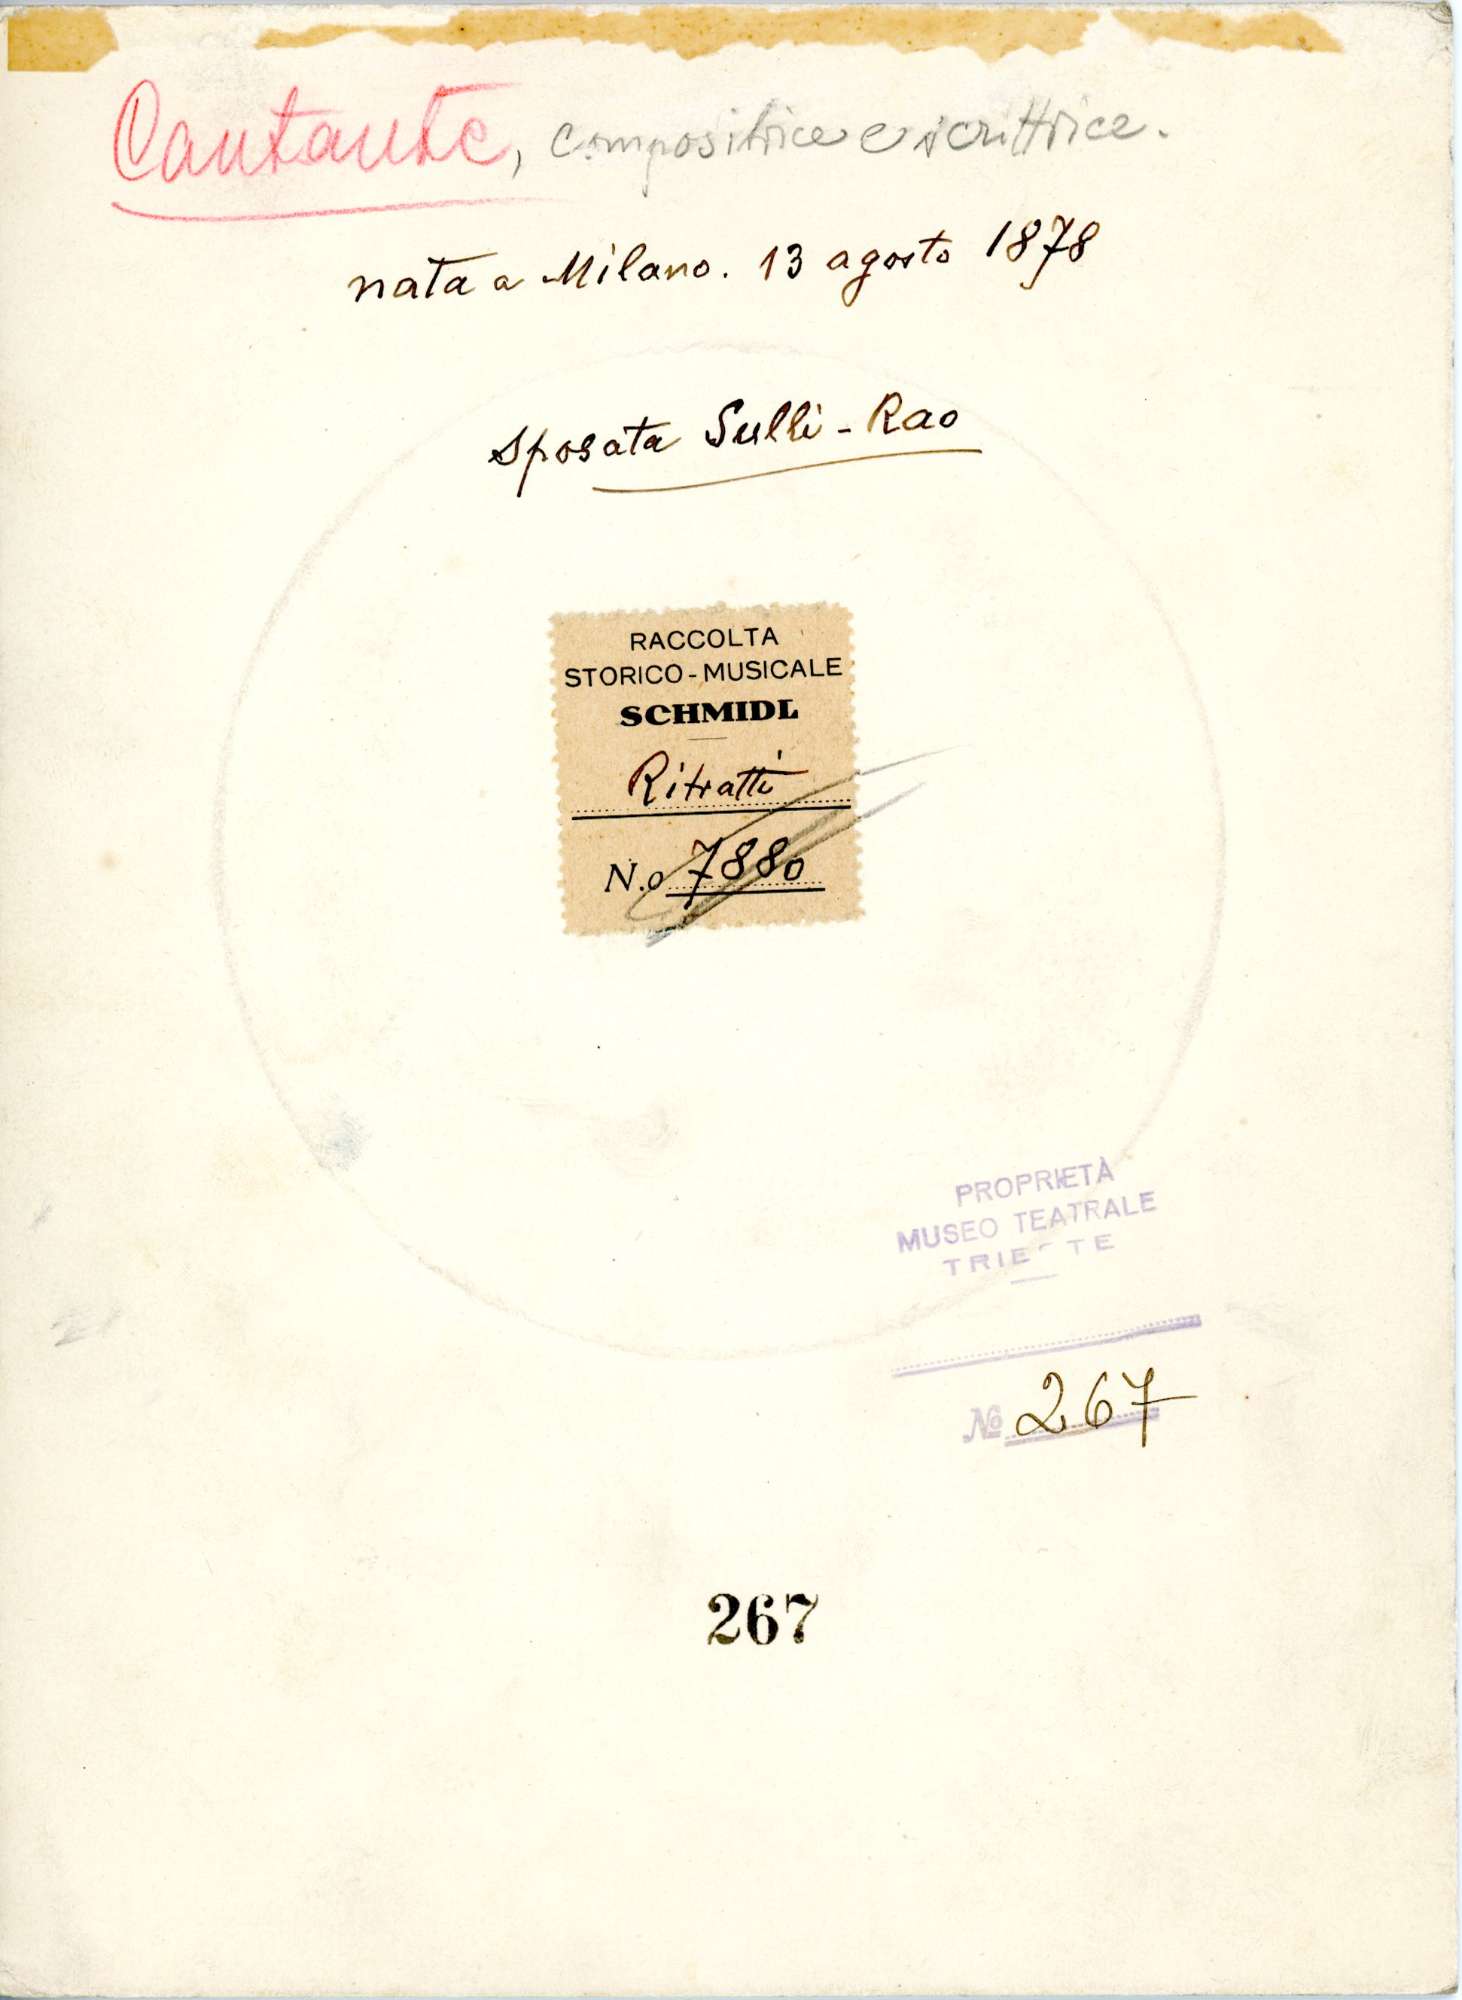 Cantante, compositrice e scrittrice.
nata a Milano. 13 agosto 1878
sposata Sulli-Rao
RACCOLTA
STORICO-MUSICALE
SCHMIDL
Ritratti
N.o 7880
PROPRIETÀ
MUSEO TEATRALE
TRIESTE
No 267
267